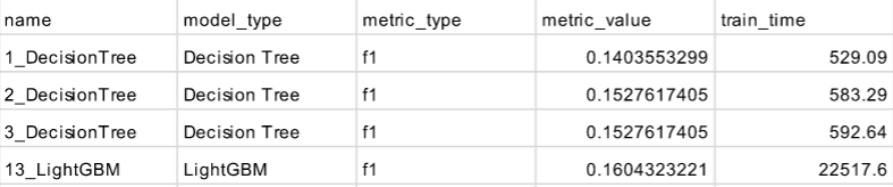 name model_type metric_type metric_value train_time
1_DecisionTree Decision Tree f1 0.1403553299 529.09
2_DecisionTree Decision Tree f1 0.1527617405 583.29
3_DecisionTree Decision Tree f1 0.1527617405 592.64
13_LightGBM LightGBM f1 0.1604323221 22517.6